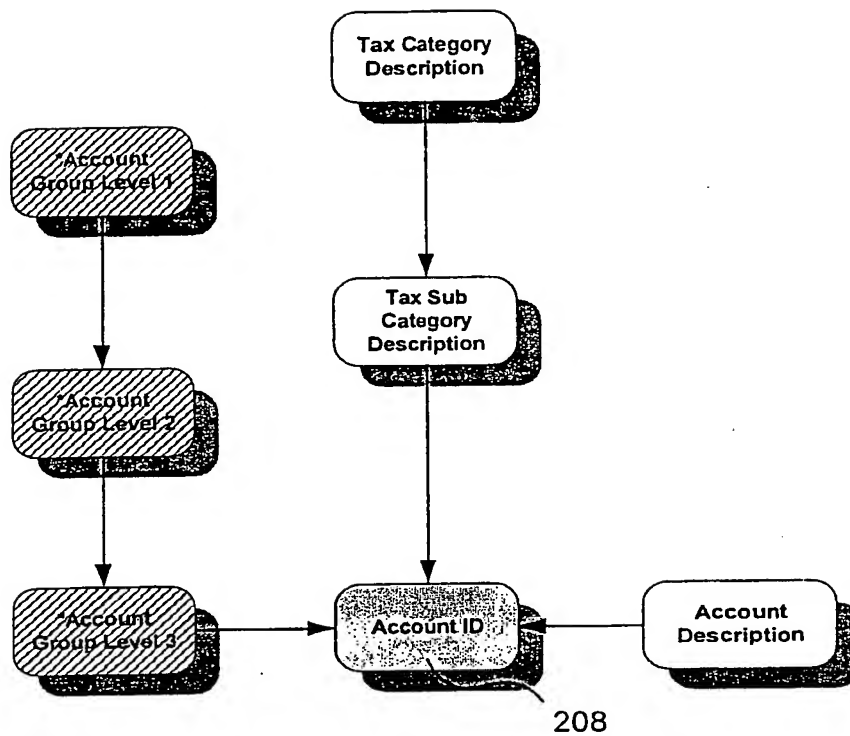 Tax Category
Description
*Account
Group Level 1
Tax Sub
Category
Description
*Account
Group Level 2
*Account
Group Level 3
Account ID
Account
Description
208